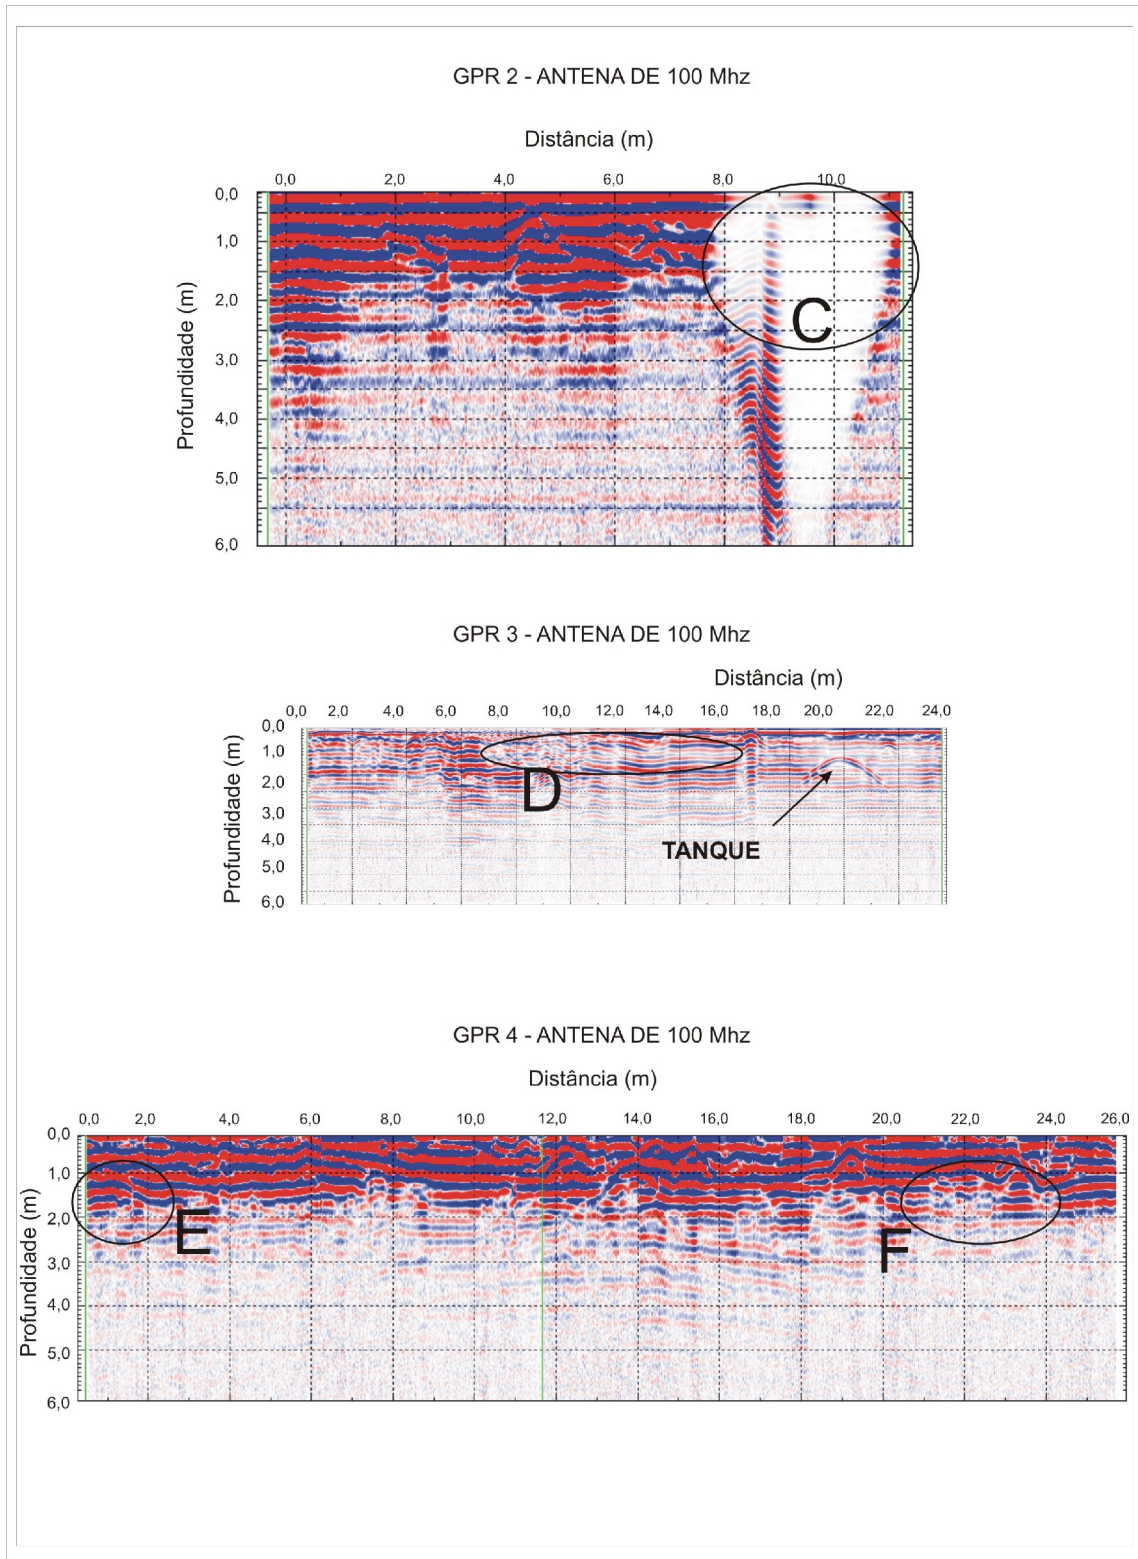 GPR 2 - ANTENA DE 100 Mhz
Distância (m)
0,0 2,0 4,0 6,0 8,0 10,0
Profundidade (m)
0,0
1,0
2,0
3,0
4,0
5,0
6,0
C
GPR 3 - ANTENA DE 100 Mhz
Distância (m)
0,0 2,0 4,0 6,0 8,0 10,0 12,0 14,0 16,0 18,0 20,0 22,0 24,0
Profundidade (m)
0,0
1,0
2,0
3,0
4,0
5,0
6,0
D
TANQUE
GPR 4 - ANTENA DE 100 Mhz
Distância (m)
0,0 2,0 4,0 6,0 8,0 10,0 12,0 14,0 16,0 18,0 20,0 22,0 24,0 26,0
Profundidade (m)
0,0
1,0
2,0
3,0
4,0
5,0
6,0
E
F